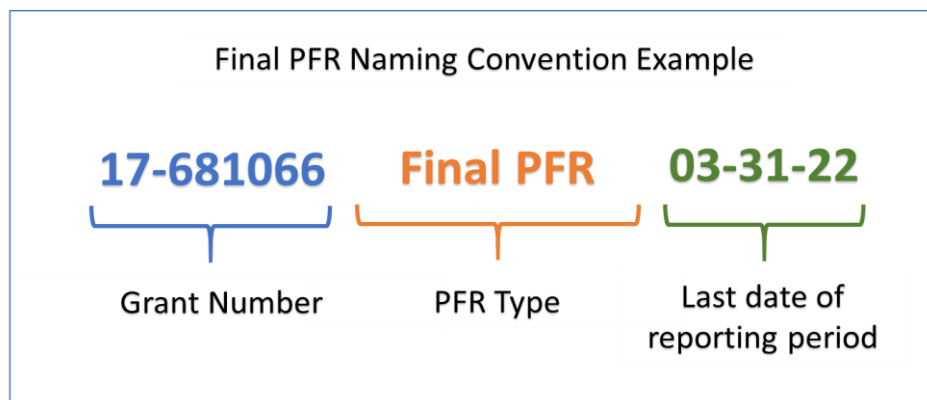 Final PFR Naming Convention Example
17-681066 Final PFR 03-31-22
Grant Number PFR Type Last date of
reporting period